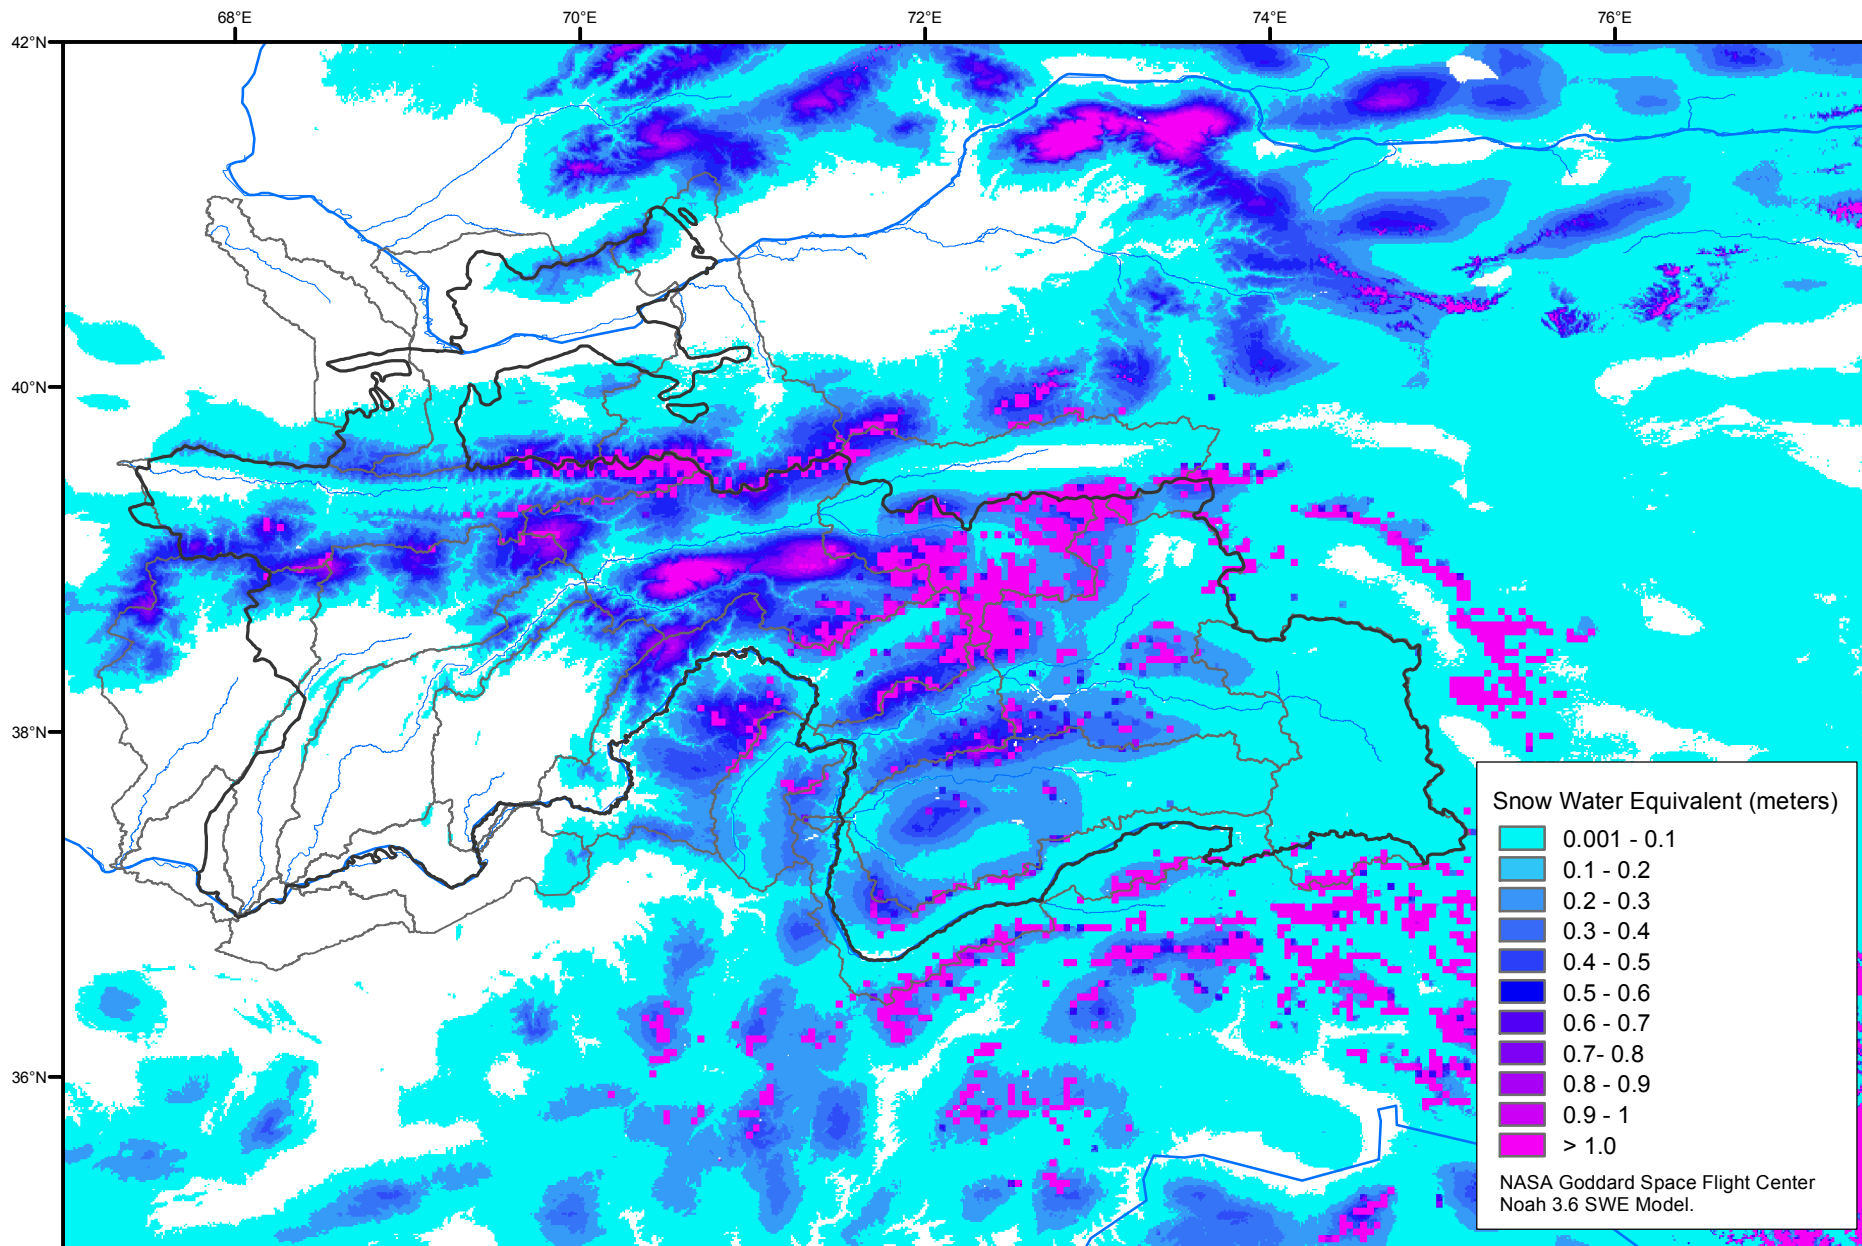 68°E 70°E 72°E 74°E 76°E
42°N
40°N
38°N
36°N
Snow Water Equivalent (meters)
0.001 - 0.1
0.1 - 0.2
0.2 - 0.3
0.3 - 0.4
0.4 - 0.5
0.5 - 0.6
0.6 - 0.7
0.7- 0.8
0.8 - 0.9
0.9 - 1
> 1.0
NASA Goddard Space Flight Center
Noah 3.6 SWE Model.